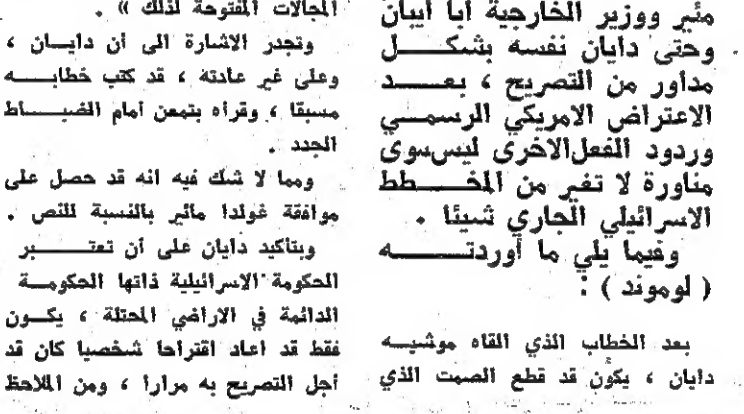 مئير ووزير الخارجية أبا ايبان
وحتى دايان نفسه بشكل
مداور من التصريح ، بعد
الاعتراض الامريكي الرسمي
وردود الفعل الاخرى ليس سوى
مناورة لا تغير من المخطط
الاسرائيلي الجاري شيئا .
وفيما يلي ما أوردته
( لوموند ) :
بعد الخطاب الذي القاه موشيه
دايان ، يكون قد قطع الصمت الذي
المجالات المفتوحة لذلك » .
وتجدر الاشارة الى أن دايان ،
وعلى غير عادته ، قد كتب خطابه
مسبقا ، وقرأه بتمعن أمام الضباط
الجدد .
ومما لا شك فيه انه قد حصل على
موافقة غولدا مائير بالنسبة للنص .
وبتأكيد دايان على أن تعتبر
الحكومة الاسرائيلية ذاتها الحكومة
الدائمة في الاراضي المحتلة ، يكون
فقط قد اعاد اقتراحا شخصيا كان قد
أجل التصريح به مرارا ، ومن الملاحظ